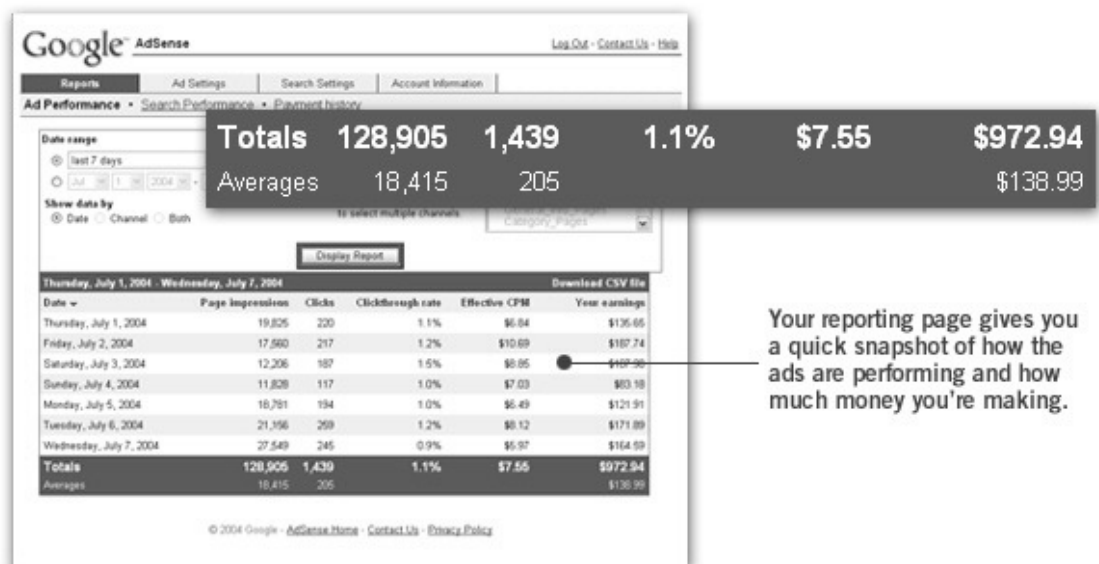 Google™ AdSense
Log Out - Contact Us - Help
Reports Ad Settings Search Settings Account Information
Ad Performance • Search Performance • Payment history
Totals 128,905 1,439 1.1% $7.55 $972.94
Averages 18,415 205 $138.99
Date range
last 7 days
Jul 1 2004 -
Show data by
Date Channel Both
to select multiple channels
Category_Pages
Display Report
Thursday, July 1, 2004 - Wednesday, July 7, 2004 Download CSV file
Date Page impressions Clicks Clickthrough rate Effective CPM Your earnings
Thursday, July 1, 2004 19,825 220 1.1% $6.84 $135.65
Friday, July 2, 2004 17,560 217 1.2% $10.69 $187.74
Saturday, July 3, 2004 12,206 187 1.5% $8.85
Sunday, July 4, 2004 11,828 117 1.0% $7.03 $83.18
Monday, July 5, 2004 18,781 194 1.0% $6.49 $121.91
Tuesday, July 6, 2004 21,156 259 1.2% $8.12 $171.89
Wednesday, July 7, 2004 27,549 245 0.9% $5.97 $164.59
Totals 128,905 1,439 1.1% $7.55 $972.94
Averages 18,415 205 $138.99
© 2004 Google - AdSense Home - Contact Us - Privacy Policy
Your reporting page gives you
a quick snapshot of how the
ads are performing and how
much money you're making.